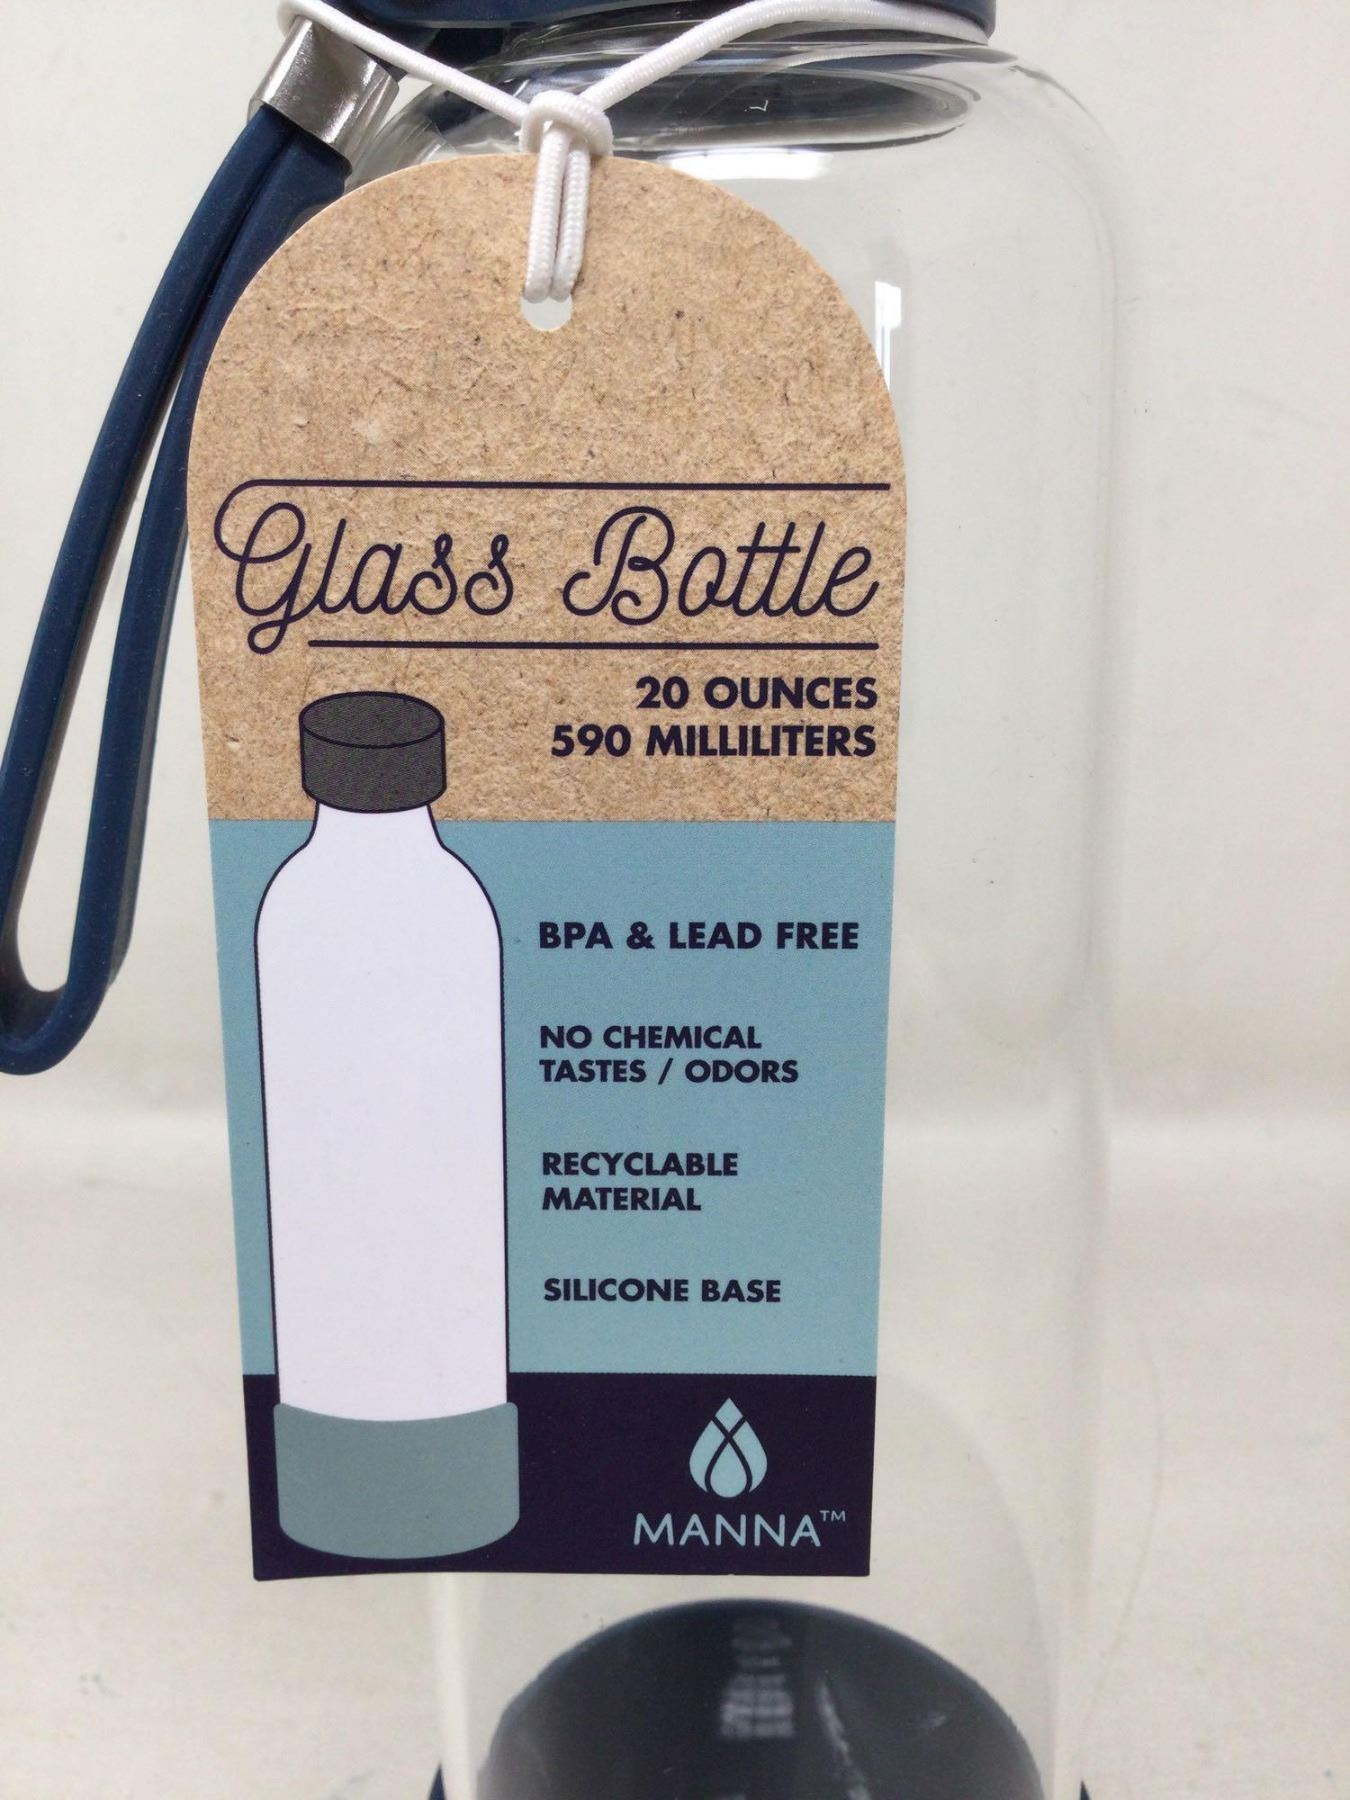 Glass Bottle
20 OUNCES
590 MILLILITERS
BPA & LEAD FREE
NO CHEMICAL
TASTES / ODORS
RECYCLABLE
MATERIAL
SILICONE BASE
MANNA™